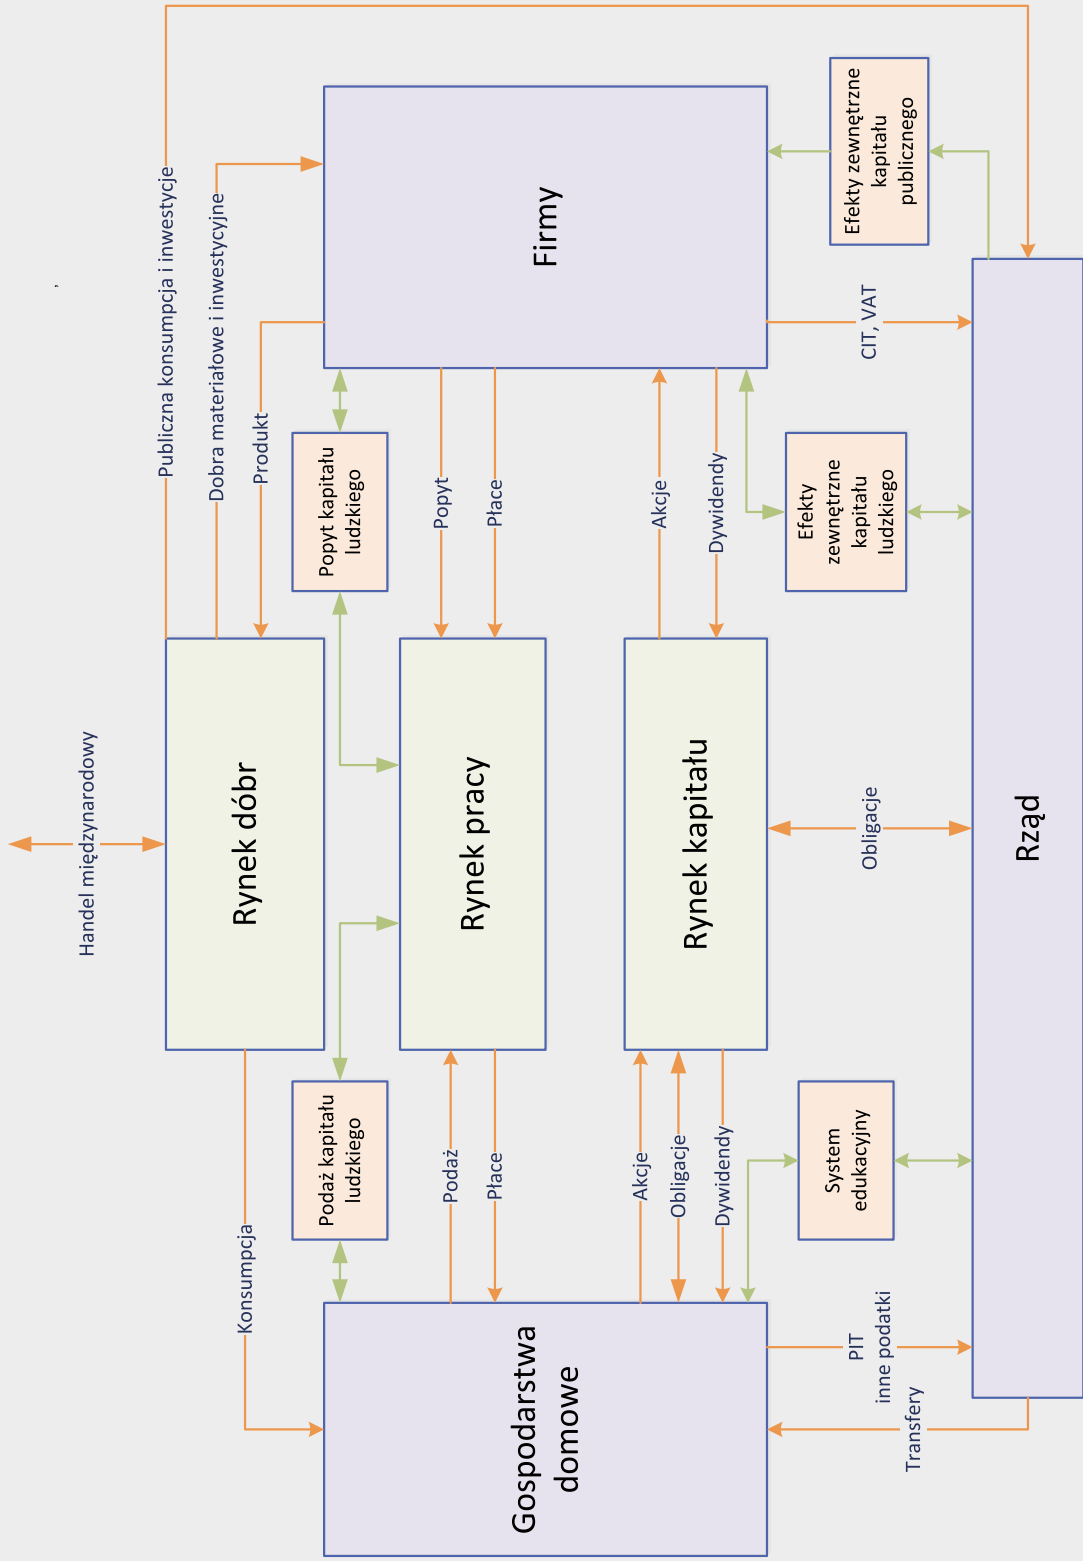 Handel międzynarodowy
Publiczna konsumpcja i inwestycje
Dobra materiałowe i inwestycyjne
Produkt
Konsumpcja
Rynek dóbr
Podaż kapitału
ludzkiego
Popyt kapitału
ludzkiego
Gospodarstwa
domowe
Podaż
Płace
Rynek pracy
Popyt
Płace
Firmy
Akcje
Obligacje
Dywidendy
Rynek kapitału
Akcje
Dywidendy
System
edukacyjny
Efekty
zewnętrzne
kapitału
ludzkiego
Efekty zewnętrzne
kapitału
publicznego
PIT
inne podatki
Transfery
Obligacje
CIT, VAT
Rząd